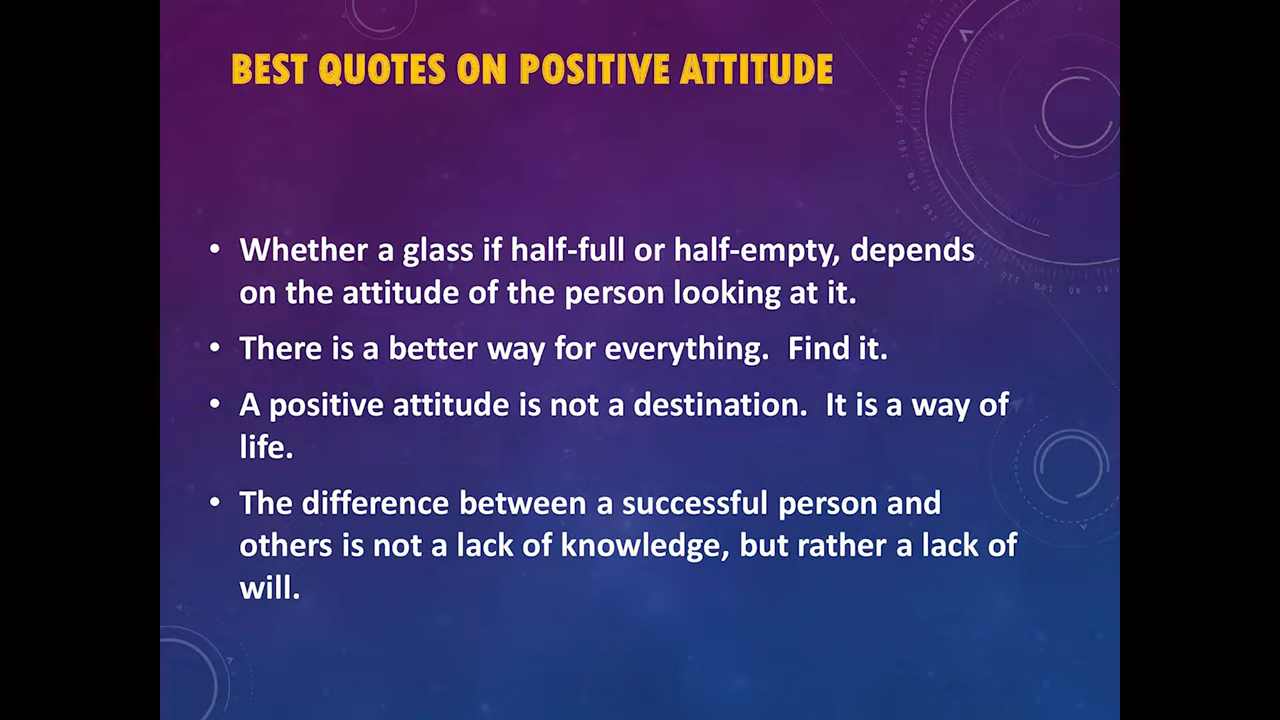 BEST QUOTES ON POSITIVE ATTITUDE
• Whether a glass if half-full or half-empty, depends
on the attitude of the person looking at it.
• There is a better way for everything.  Find it.
• A positive attitude is not a destination.  It is a way of
life.
• The difference between a successful person and
others is not a lack of knowledge, but rather a lack of
will.